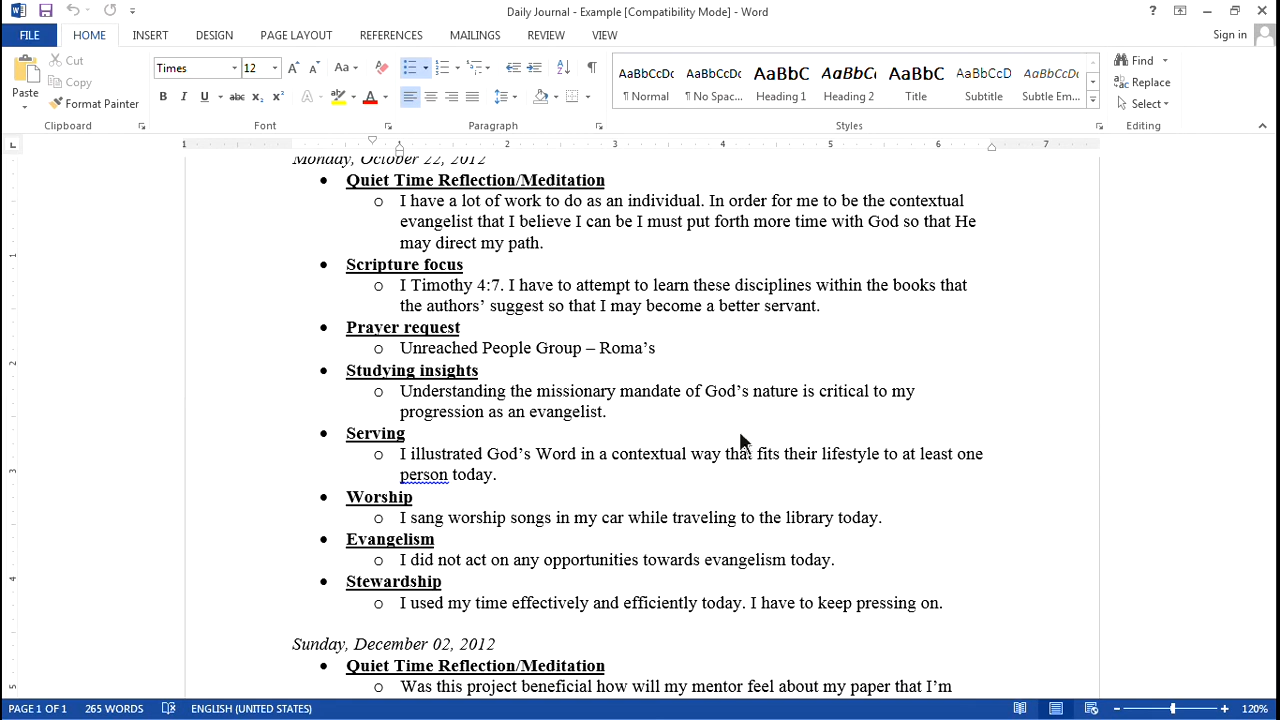 Daily Journal - Example [Compatibility Mode] - Word
FILE HOME INSERT DESIGN PAGE LAYOUT REFERENCES MAILINGS REVIEW VIEW Sign in
Cut
Copy
Format Painter
Paste
Clipboard
Times 12
Font
Paragraph
AaBbCcDc AaBbCcDc AaBbC AaBbCc AaBbC AaBbCcD AaBbCcDc
¶ Normal ¶ No Spac... Heading 1 Heading 2 Title Subtitle Subtle Em...
Styles
Find
Replace
Select
Editing
1 1 2 3 4 5 6 7
Monday, October 22, 2012
• Quiet Time Reflection/Meditation
o I have a lot of work to do as an individual. In order for me to be the contextual
evangelist that I believe I can be I must put forth more time with God so that He
may direct my path.
• Scripture focus
o I Timothy 4:7. I have to attempt to learn these disciplines within the books that
the authors’ suggest so that I may become a better servant.
• Prayer request
o Unreached People Group – Roma’s
• Studying insights
o Understanding the missionary mandate of God’s nature is critical to my
progression as an evangelist.
• Serving
o I illustrated God’s Word in a contextual way that fits their lifestyle to at least one
person today.
• Worship
o I sang worship songs in my car while traveling to the library today.
• Evangelism
o I did not act on any opportunities towards evangelism today.
• Stewardship
o I used my time effectively and efficiently today. I have to keep pressing on.
Sunday, December 02, 2012
• Quiet Time Reflection/Meditation
o Was this project beneficial how will my mentor feel about my paper that I’m
PAGE 1 OF 1 265 WORDS ENGLISH (UNITED STATES) 120%